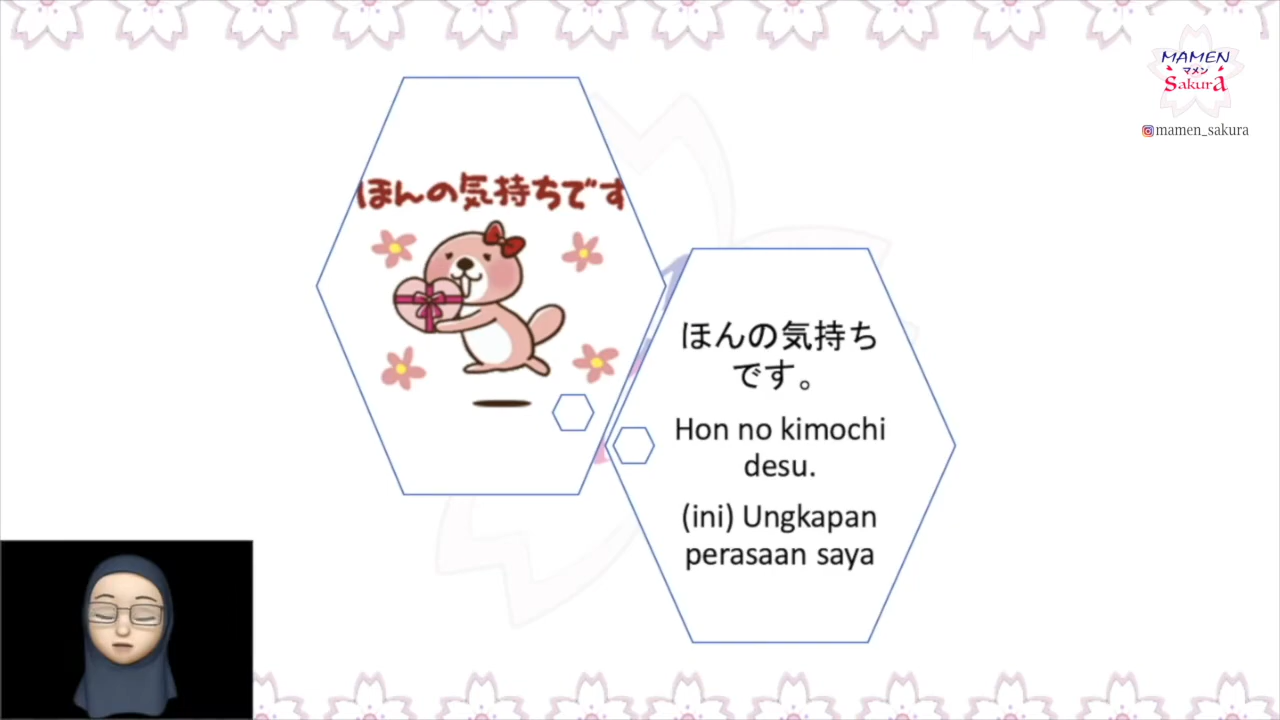 MAMEN
マメン
SakurA
mamen_sakura
ほんの気持ちです
ほんの気持ち
です。
Hon no kimochi
desu.
(ini) Ungkapan
perasaan saya